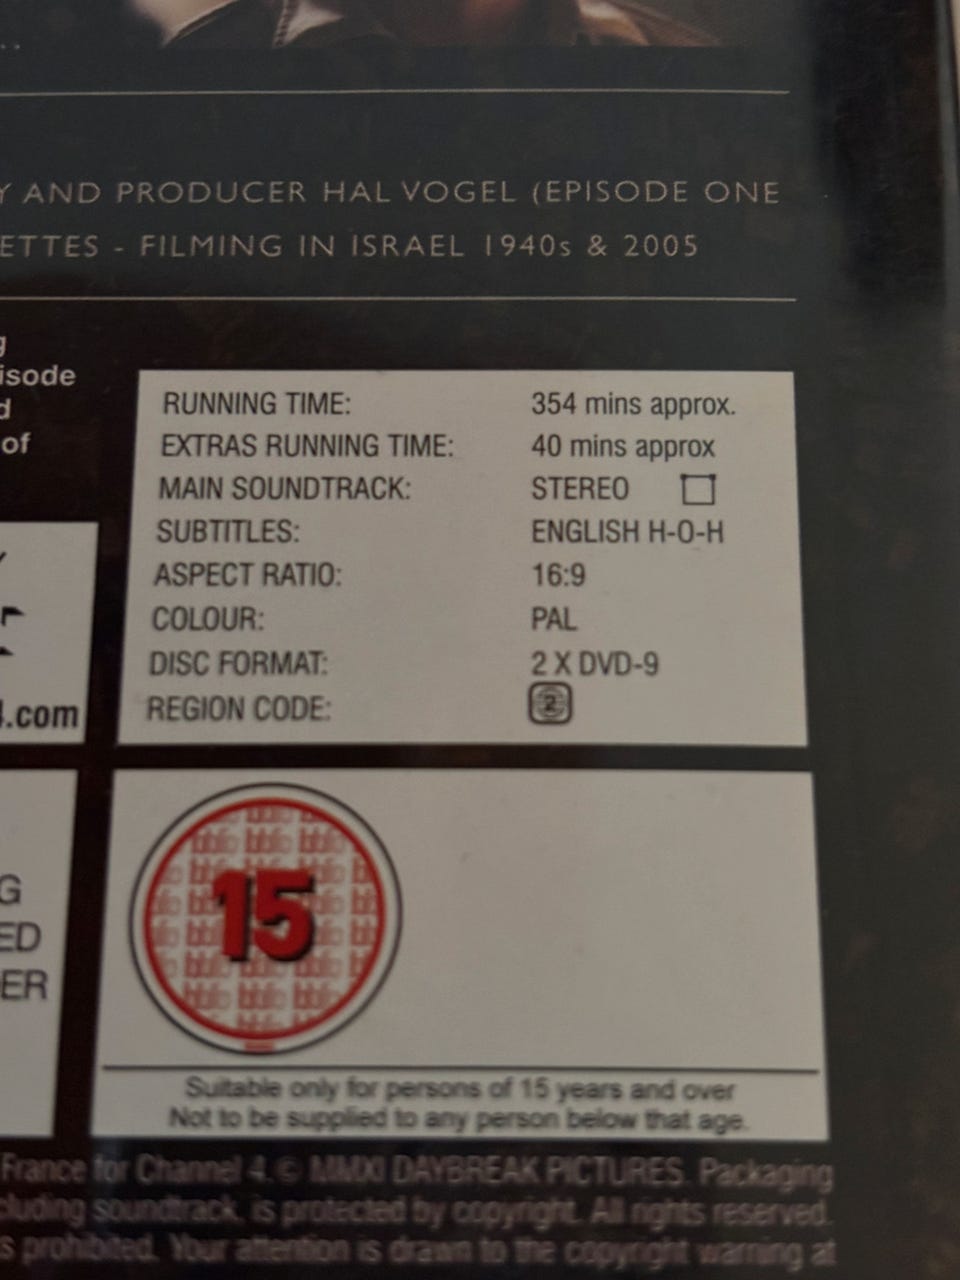 Y AND PRODUCER HAL VOGEL (EPISODE ONE
ETTES - FILMING IN ISRAEL 1940s & 2005
g
isode
d
of
RUNNING TIME: 354 mins approx.
EXTRAS RUNNING TIME: 40 mins approx
MAIN SOUNDTRACK: STEREO
SUBTITLES: ENGLISH H-O-H
ASPECT RATIO: 16:9
COLOUR: PAL
DISC FORMAT: 2 X DVD-9
REGION CODE: 2
4.com
G
ED
ER
15
Suitable only for persons of 15 years and over
Not to be supplied to any person below that age.
France for Channel 4. © MMXI DAYBREAK PICTURES. Packaging
cluding soundtrack, is protected by copyright. All rights reserved.
s prohibited. Your attention is drawn to the copyright warning at